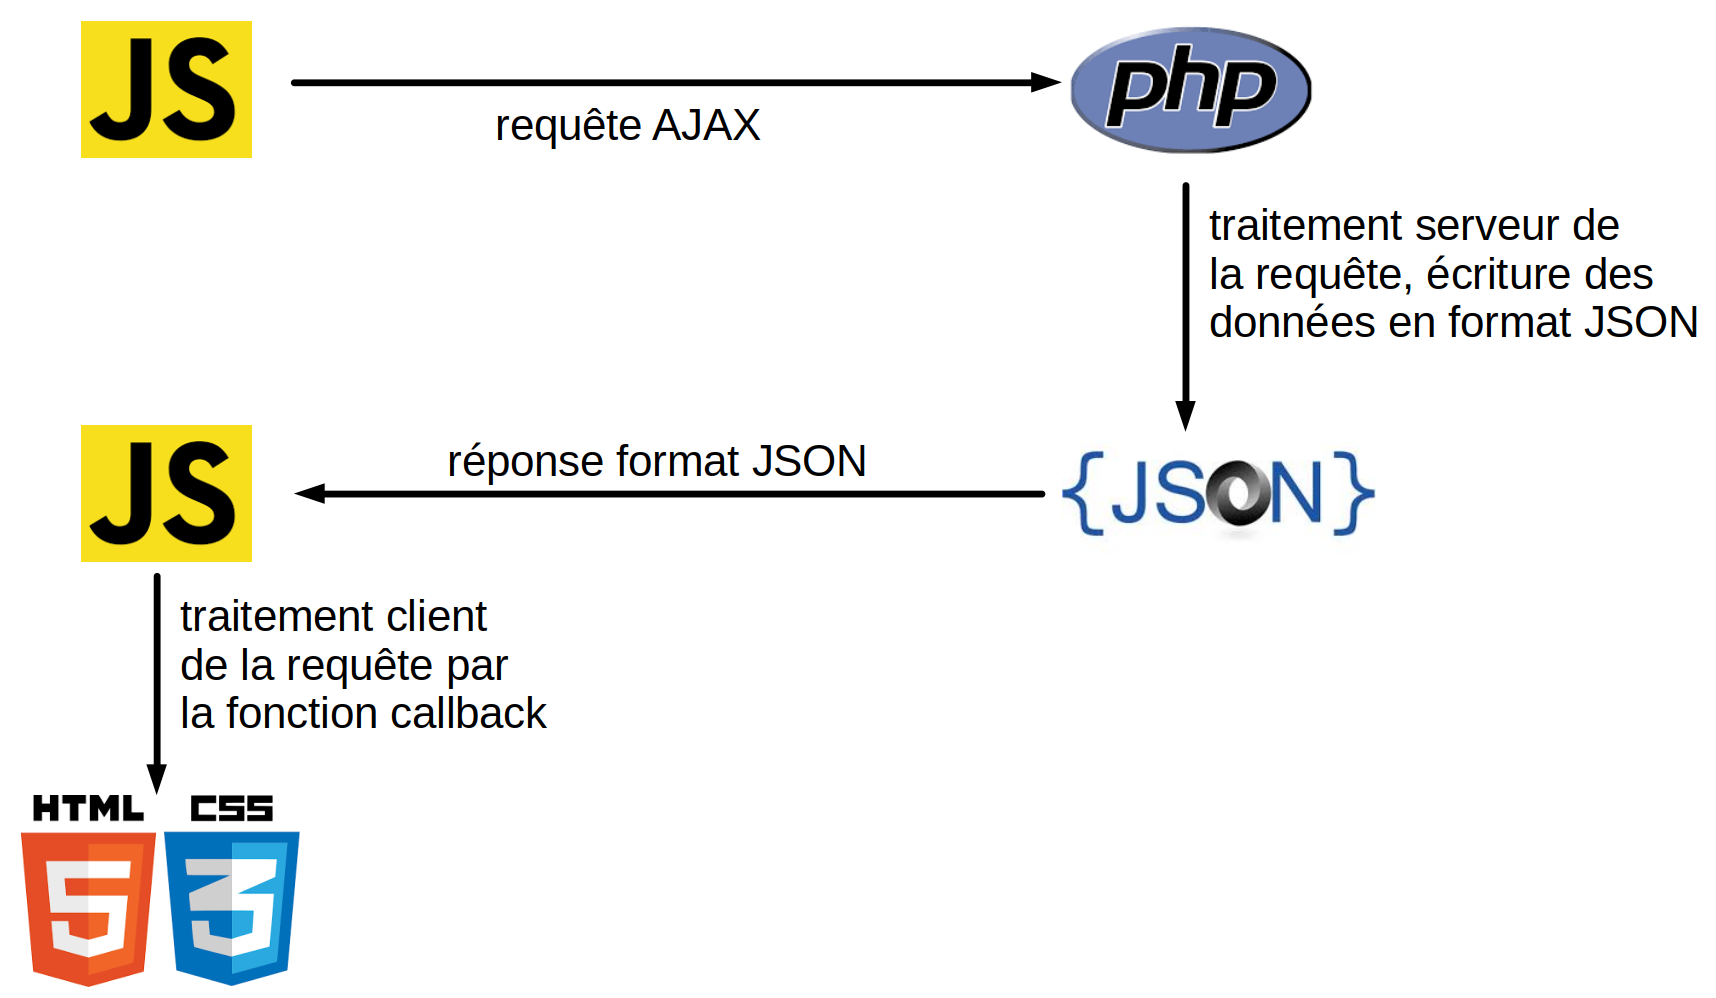 JS
php
requête AJAX
traitement serveur de
la requête, écriture des
données en format JSON
JS
réponse format JSON
{JSON}
traitement client
de la requête par
la fonction callback
HTML CSS
5 3